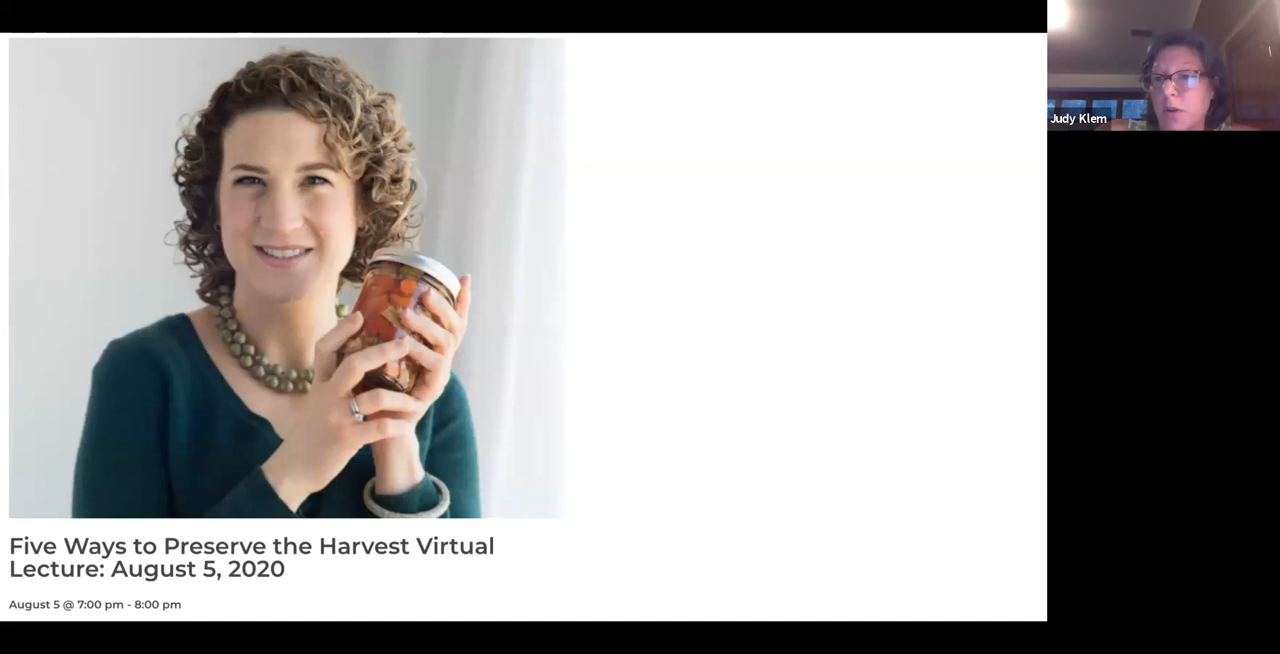 Judy Klem
Five Ways to Preserve the Harvest Virtual
Lecture: August 5, 2020
August 5 @ 7:00 pm - 8:00 pm